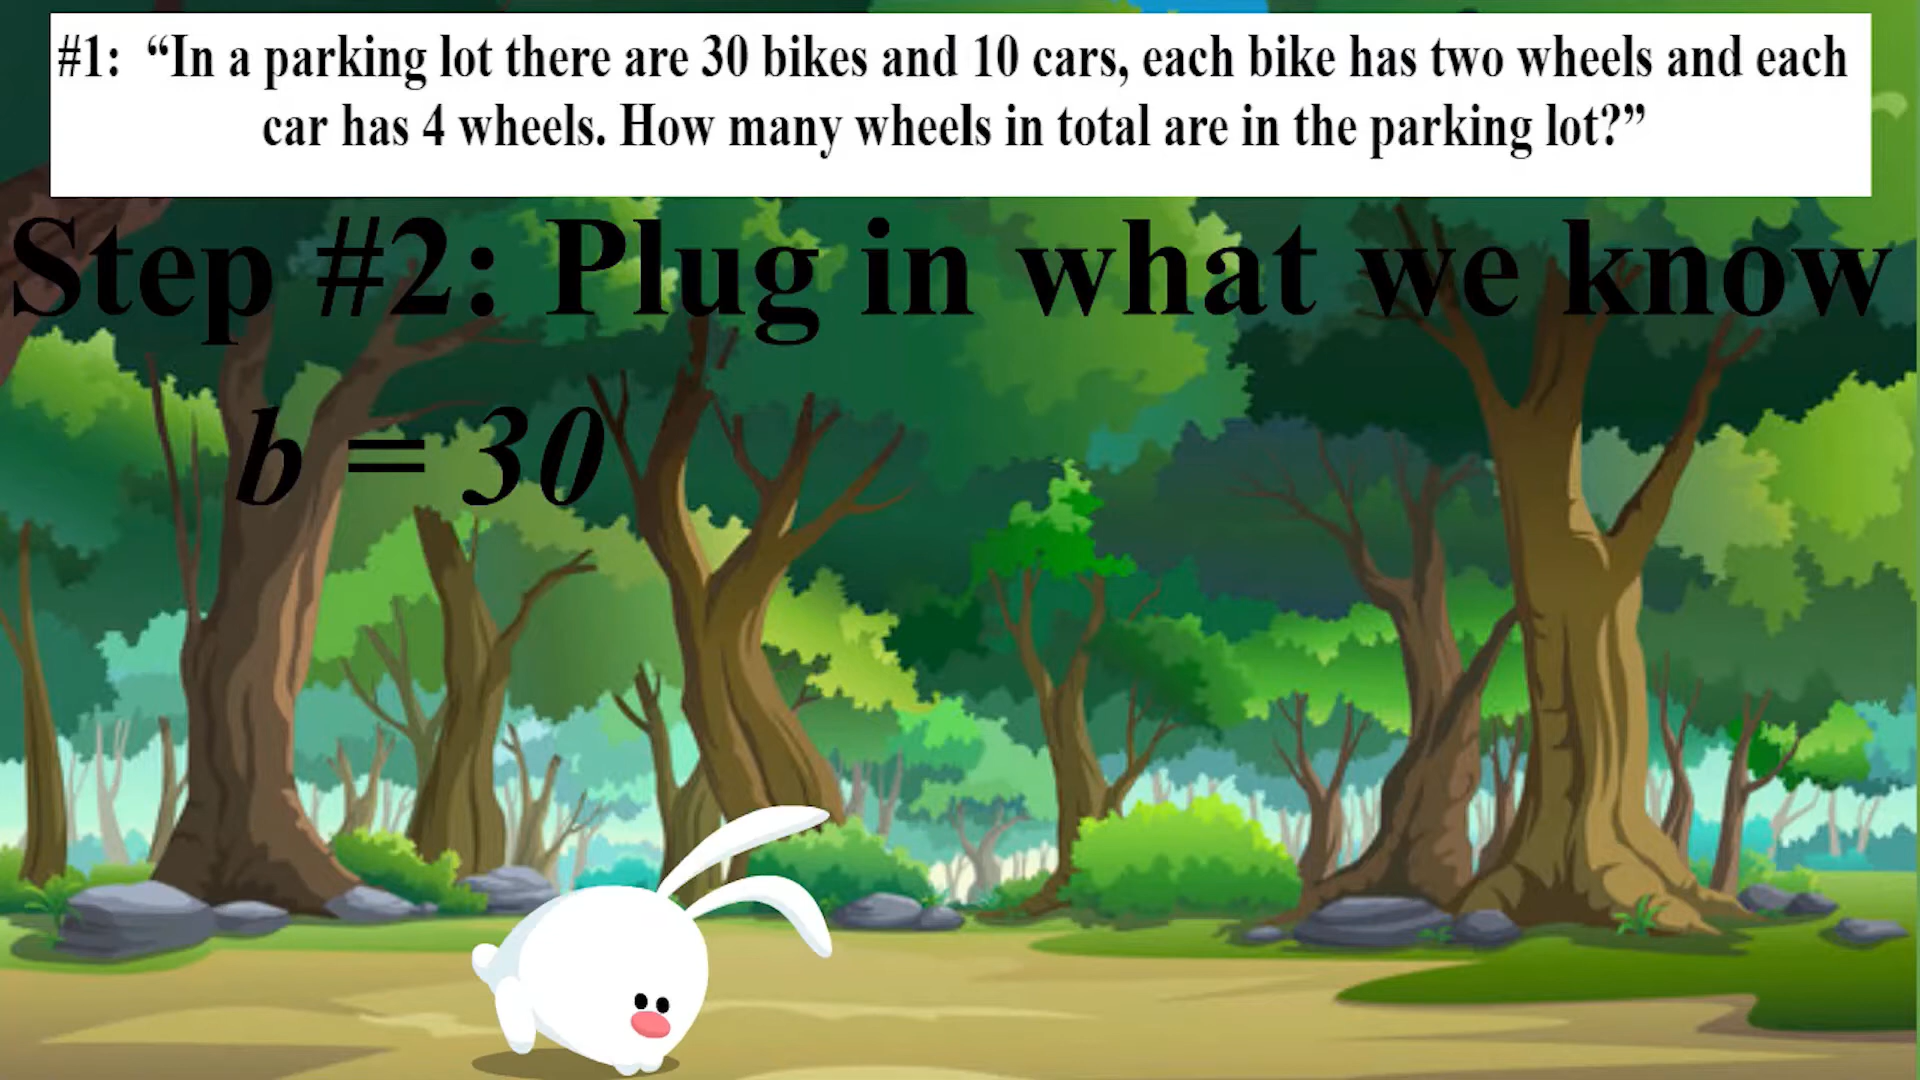 #1: “In a parking lot there are 30 bikes and 10 cars, each bike has two wheels and each
car has 4 wheels. How many wheels in total are in the parking lot?”
Step #2: Plug in what we know
b = 30